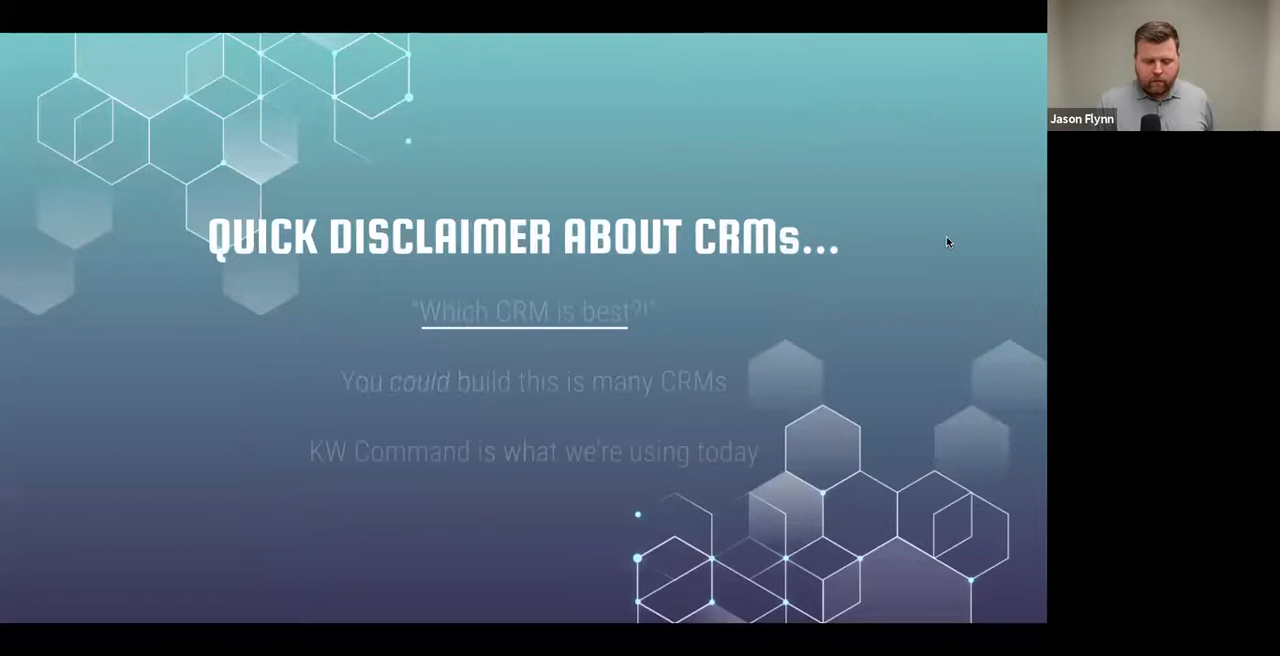 QUICK DISCLAIMER ABOUT CRMs...
"Which CRM is best?!"
You could build this is many CRMs
KW Command is what we're using today
Jason Flynn